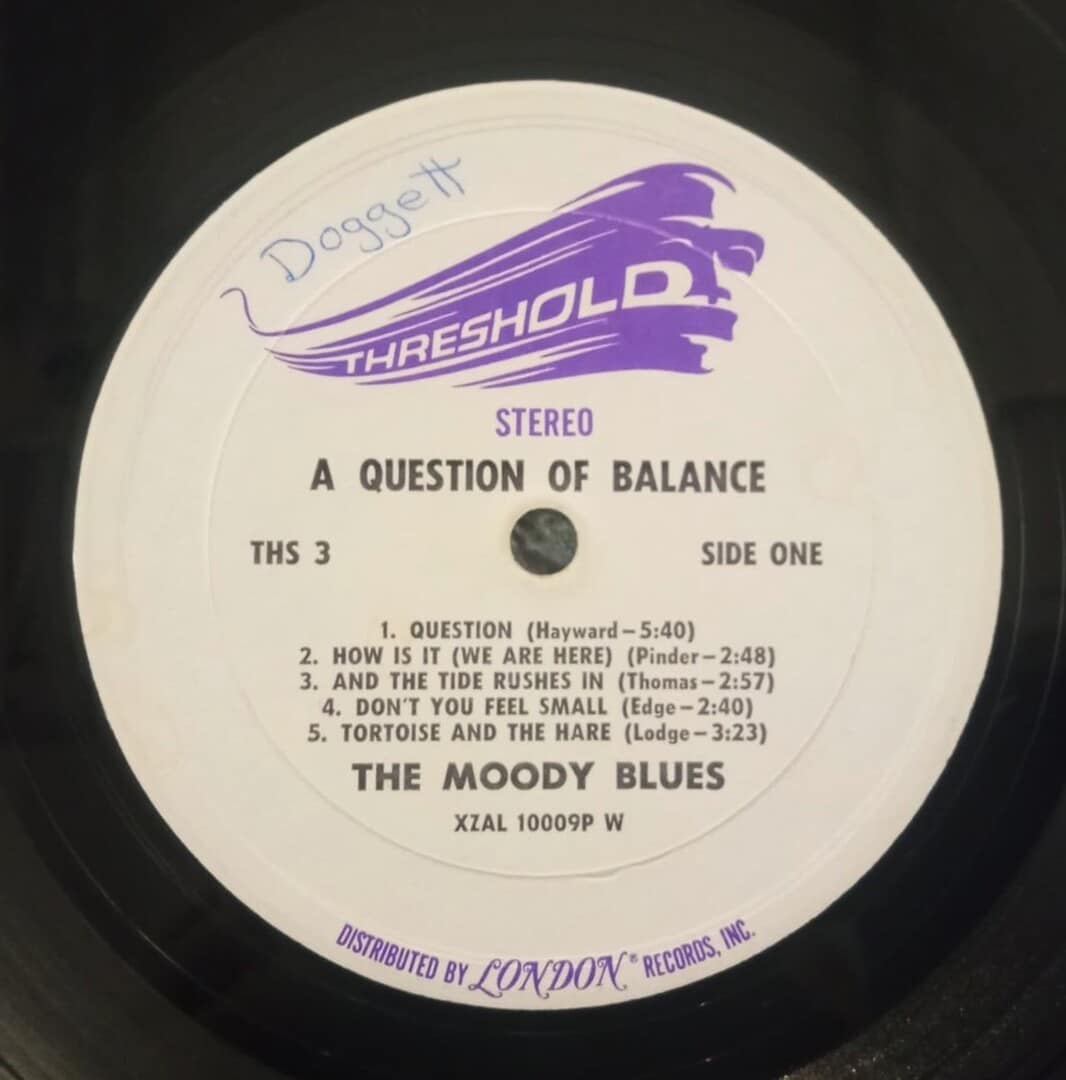 Doggett
THRESHOLD
STEREO
A QUESTION OF BALANCE
THS 3
SIDE ONE
1. QUESTION (Hayward–5:40)
2. HOW IS IT (WE ARE HERE) (Pinder–2:48)
3. AND THE TIDE RUSHES IN (Thomas–2:57)
4. DON'T YOU FEEL SMALL (Edge–2:40)
5. TORTOISE AND THE HARE (Lodge–3:23)
THE MOODY BLUES
XZAL 10009P W
DISTRIBUTED BY LONDON® RECORDS, INC.